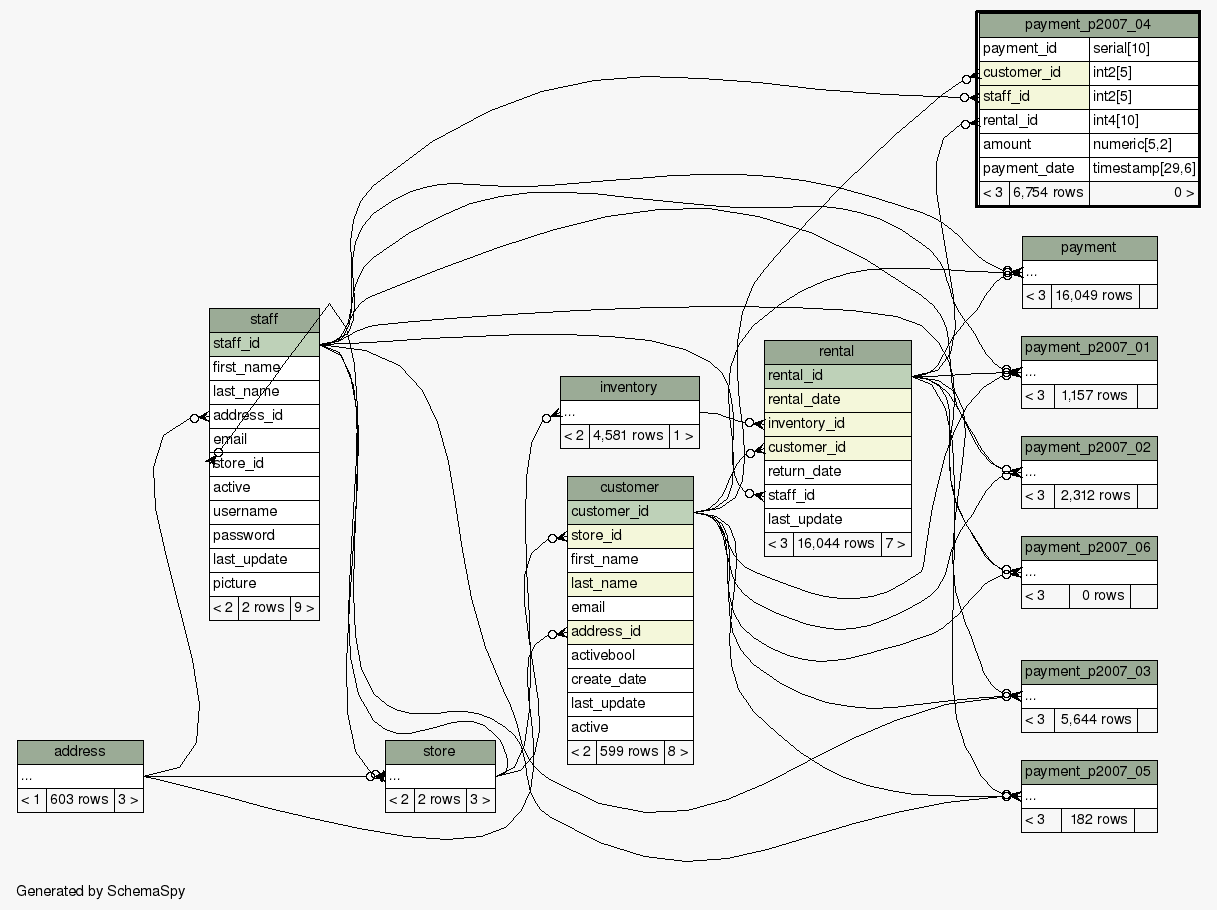 payment_p2007_04
payment_id serial[10]
customer_id int2[5]
staff_id int2[5]
rental_id int4[10]
amount numeric[5,2]
payment_date timestamp[29,6]
< 3 6,754 rows 0 >
payment
...
< 3 16,049 rows
staff
staff_id
first_name
last_name
address_id
email
store_id
active
username
password
last_update
picture
< 2 2 rows 9 >
inventory
...
< 2 4,581 rows 1 >
rental
rental_id
rental_date
inventory_id
customer_id
return_date
staff_id
last_update
< 3 16,044 rows 7 >
payment_p2007_01
...
< 3 1,157 rows
payment_p2007_02
...
< 3 2,312 rows
customer
customer_id
store_id
first_name
last_name
email
address_id
activebool
create_date
last_update
active
< 2 599 rows 8 >
payment_p2007_06
...
< 3 0 rows
payment_p2007_03
...
< 3 5,644 rows
address
...
< 1 603 rows 3 >
store
...
< 2 2 rows 3 >
payment_p2007_05
...
< 3 182 rows
Generated by SchemaSpy